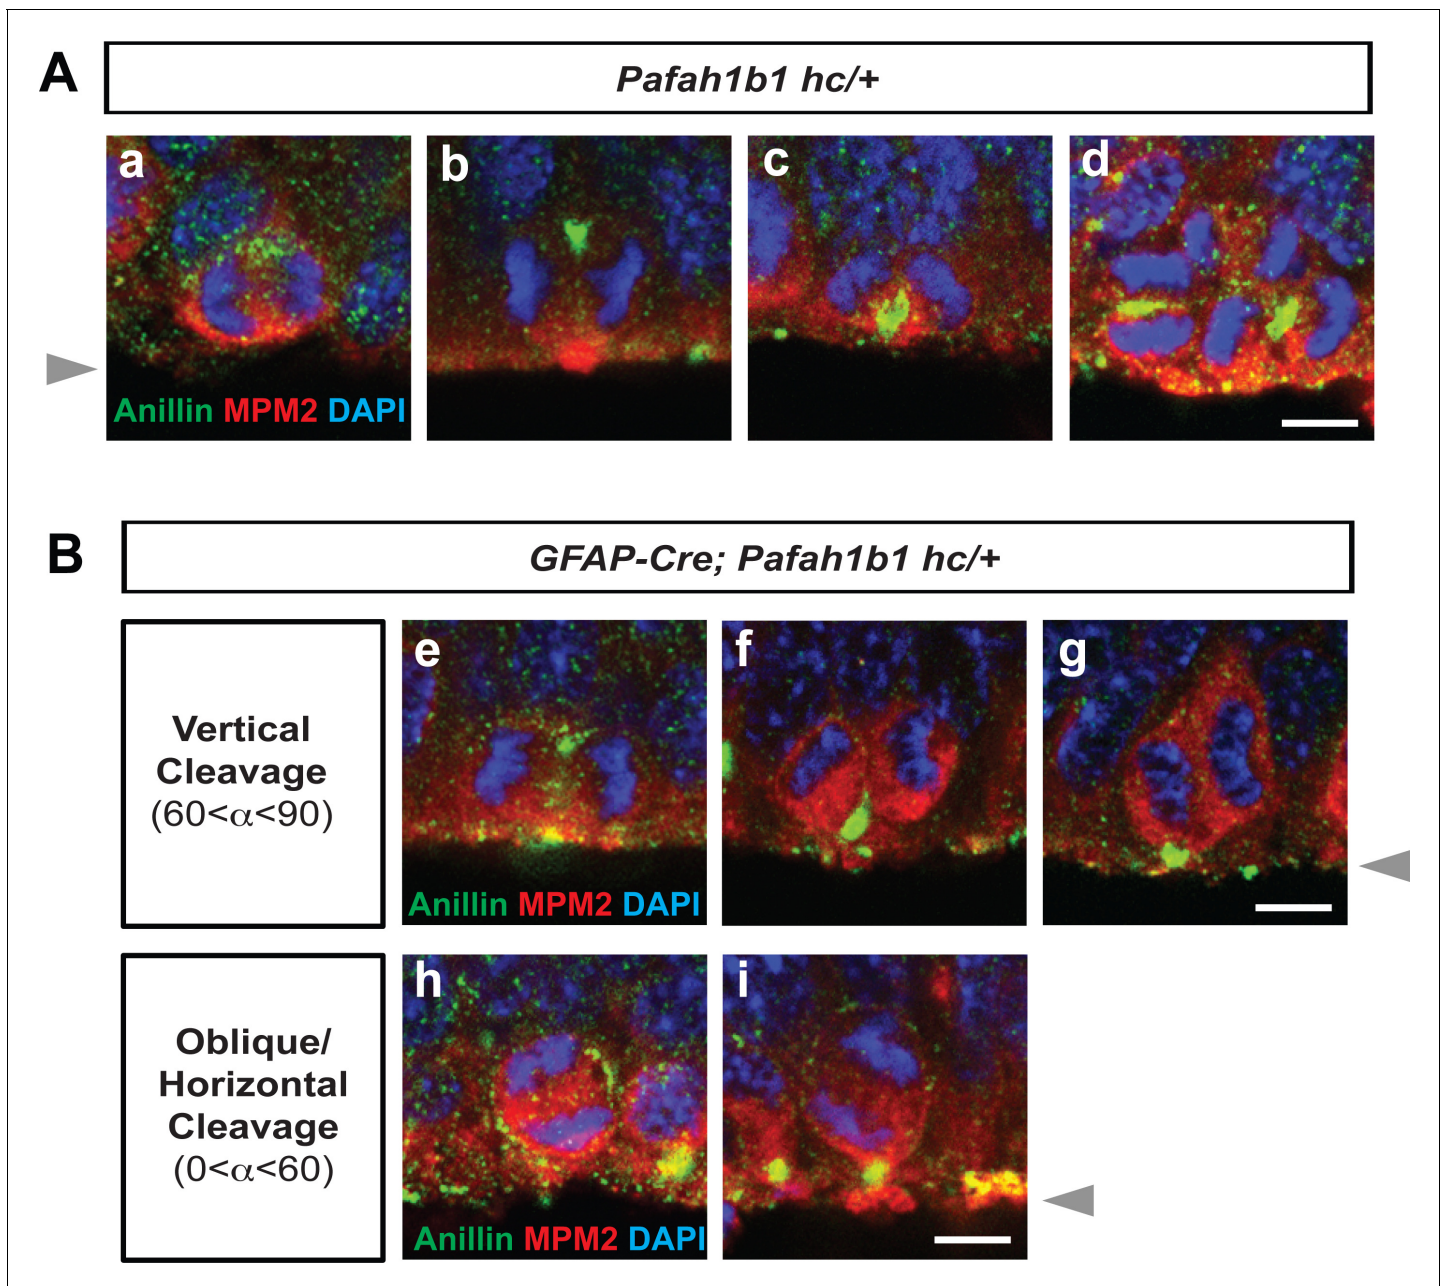 A
Pafah1b1 hc/+
a
b
c
d
Anillin MPM2 DAPI
B
GFAP-Cre; Pafah1b1 hc/+
Vertical
Cleavage
(60<α<90)
e
f
g
Anillin MPM2 DAPI
Oblique/
Horizontal
Cleavage
(0<α<60)
h
i
Anillin MPM2 DAPI